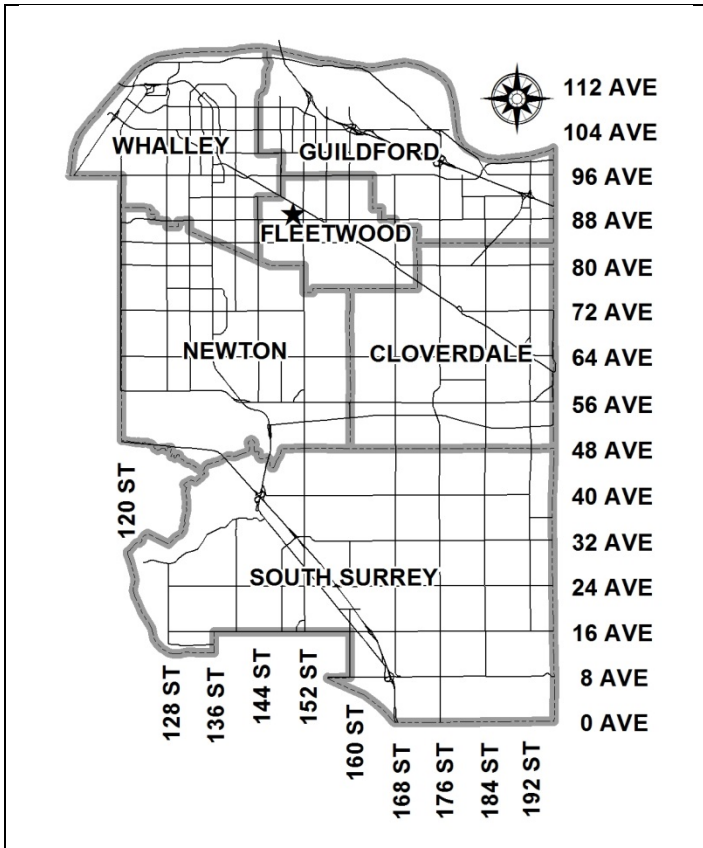 112 AVE
104 AVE
WHALLEY
GUILDFORD
96 AVE
88 AVE
FLEETWOOD
80 AVE
72 AVE
NEWTON
CLOVERDALE
64 AVE
56 AVE
48 AVE
120 ST
40 AVE
32 AVE
SOUTH SURREY
24 AVE
16 AVE
128 ST
136 ST
144 ST
152 ST
160 ST
8 AVE
0 AVE
168 ST
176 ST
184 ST
192 ST